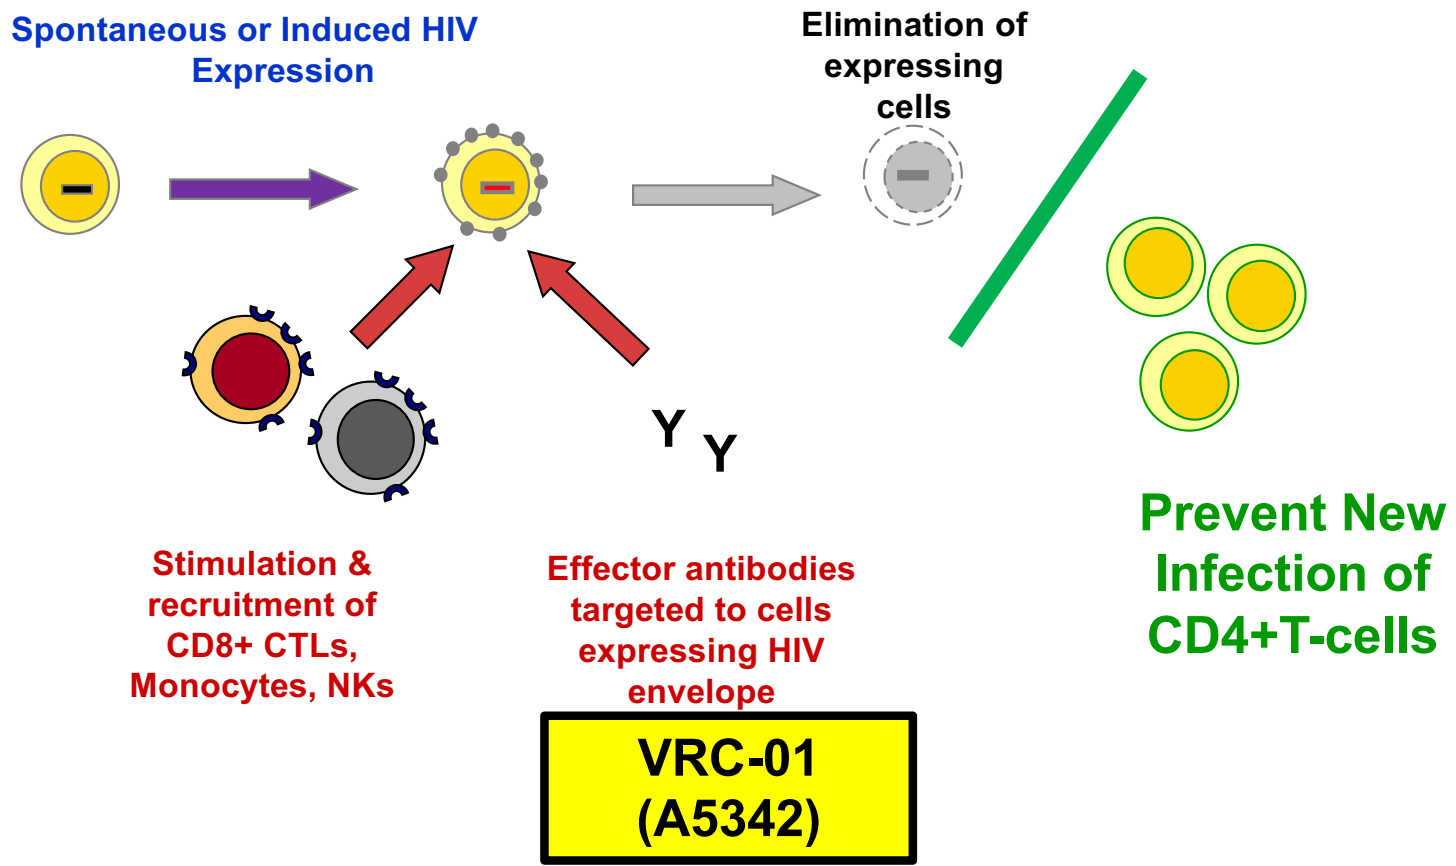 Spontaneous or Induced HIV
Expression
Elimination of
expressing
cells
Y
Y
Stimulation &
recruitment of
CD8+ CTLs,
Monocytes, NKs
Effector antibodies
targeted to cells
expressing HIV
envelope
VRC-01
(A5342)
Prevent New
Infection of
CD4+T-cells